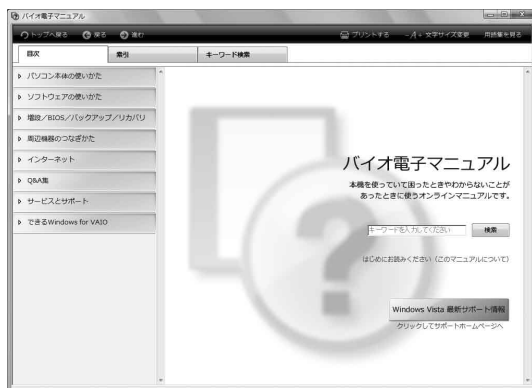 バイオ電子マニュアル
トップへ戻る 戻る 進む プリントする -A+ 文字サイズ変更 用語集を見る
目次 索引 キーワード検索
パソコン本体の使いかた
ソフトウェアの使いかた
増設/BIOS/バックアップ/リカバリ
周辺機器のつなぎかた
インターネット
Q&A集
サービスとサポート
できるWindows for VAIO
バイオ電子マニュアル
本機を使っていて困ったときやわからないことが
あったときに使うオンラインマニュアルです。
キーワードを入力してください 検索
はじめにお読みください(このマニュアルについて)
Windows Vista 最新サポート情報
クリックしてサポートホームページへ